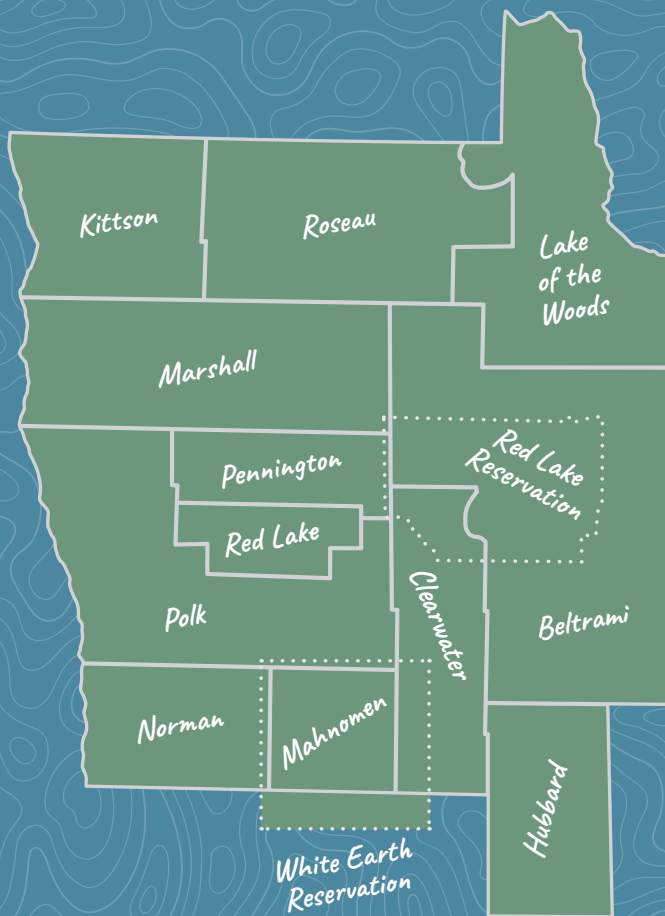 Kittson
Roseau
Lake
of the
Woods
Marshall
Pennington
Red Lake
Reservation
Red Lake
Polk
Clearwater
Beltrami
Norman
Mahnomen
Hubbard
White Earth
Reservation